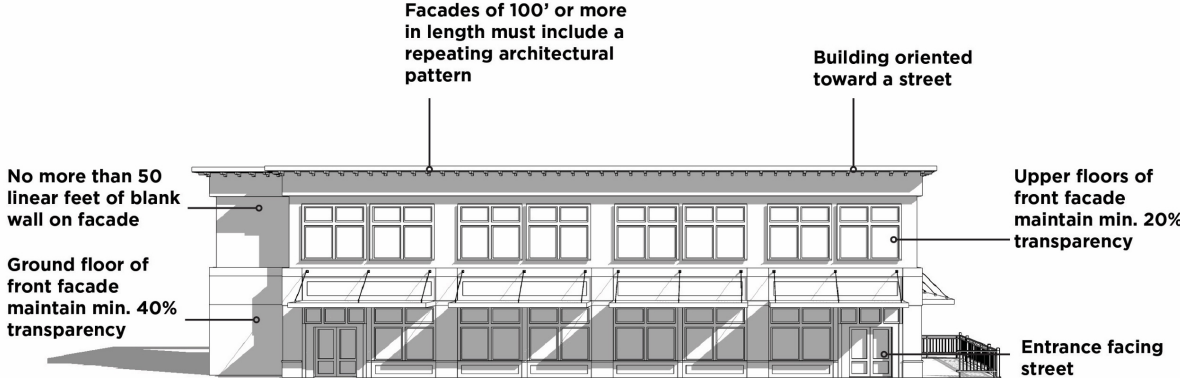 Facades of 100' or more
in length must include a
repeating architectural
pattern
Building oriented
toward a street
No more than 50
linear feet of blank
wall on facade
Upper floors of
front facade
maintain min. 20%
transparency
Ground floor of
front facade
maintain min. 40%
transparency
Entrance facing
street